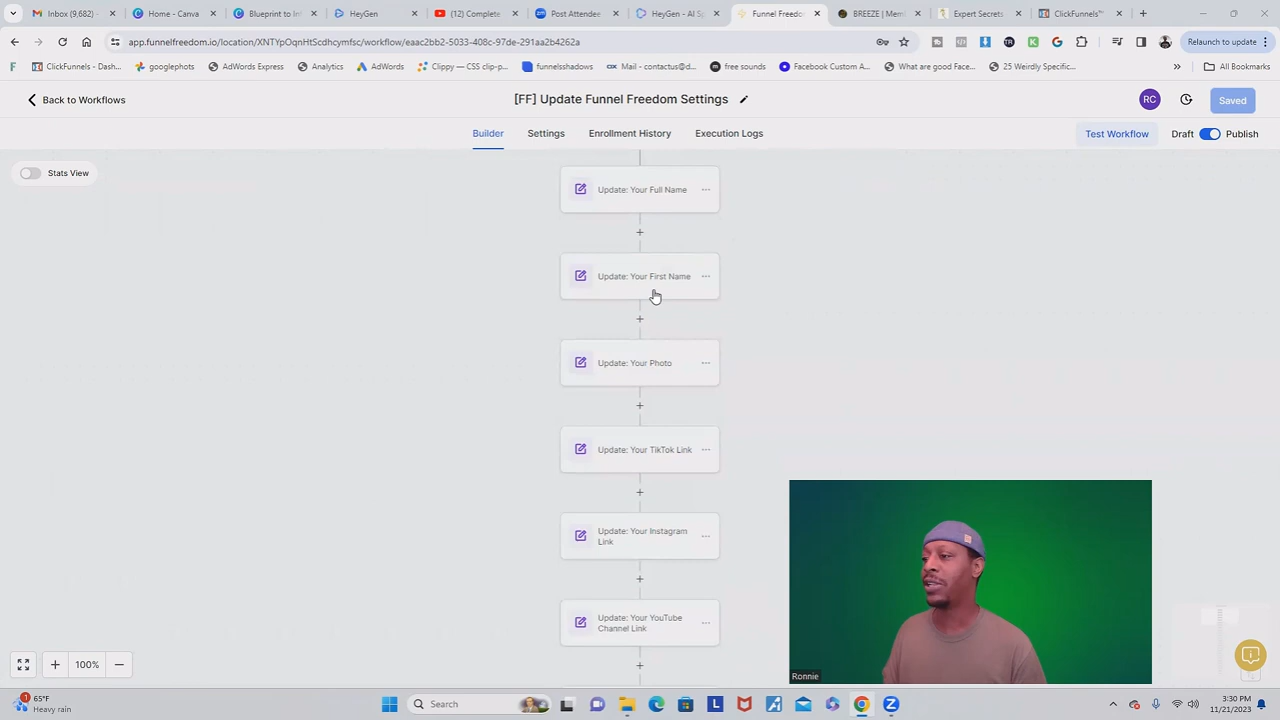 Inbox (9,682)
Home - Canva
Blueprint to Inf
HeyGen
(12) Complete
Post Attendee
HeyGen - AI Sp
Funnel Freedom
BREEZE | Mem
Expert Secrets
ClickFunnels™
app.funnelfreedom.io/location/XNTYpOqnHtScdhcymfsc/workflow/eaac2bb2-5033-408c-97de-291aa2b4262a
Relaunch to update
ClickFunnels - Dash...
googlephotos
AdWords Express
Analytics
AdWords
Clippy — CSS clip-p...
funnelsshadows
Mail - contactus@d...
free sounds
Facebook Custom A...
What are good Face...
25 Weirdly Specific...
All Bookmarks
Back to Workflows
[FF] Update Funnel Freedom Settings
RC
Saved
Builder
Settings
Enrollment History
Execution Logs
Test Workflow
Draft
Publish
Stats View
Update: Your Full Name
Update: Your First Name
Update: Your Photo
Update: Your TikTok Link
Update: Your Instagram
Link
Update: Your YouTube
Channel Link
100%
Ronnie
65°F
Heavy rain
Search
3:30 PM
11/21/2023